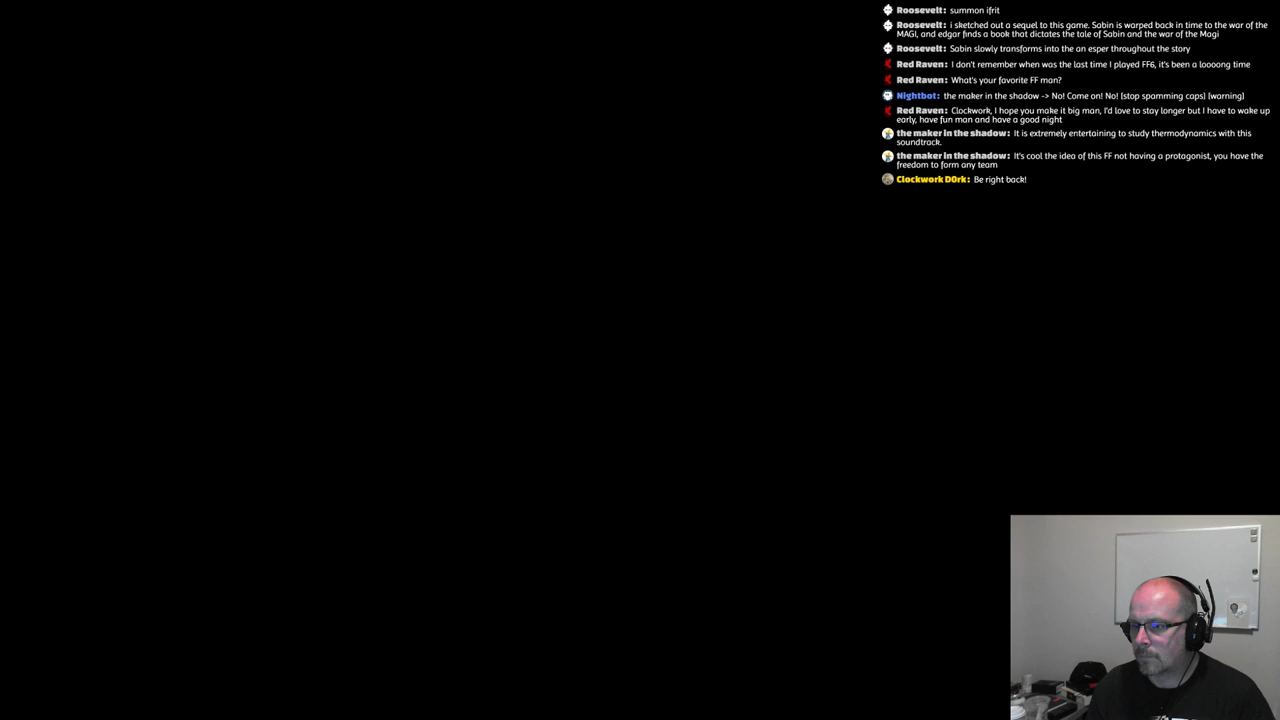 Roosevelt: summon ifrit
Roosevelt: i sketched out a sequel to this game. Sabin is warped back in time to the war of the
MAGI, and edgar finds a book that dictates the tale of Sabin and the war of the Magi
Roosevelt: Sabin slowly transforms into the an esper throughout the story
Red Raven: I don't remember when was the last time I played FF6, it's been a loooong time
Red Raven: What's your favorite FF man?
Nightbot: the maker in the shadow -> No! Come on! No! [stop spamming caps] [warning]
Red Raven: Clockwork, I hope you make it big man, I'd love to stay longer but I have to wake up
early, have fun man and have a good night
the maker in the shadow: It is extremely entertaining to study thermodynamics with this
soundtrack.
the maker in the shadow: It's cool the idea of this FF not having a protagonist, you have the
freedom to form any team
Clockwork D0rk: Be right back!